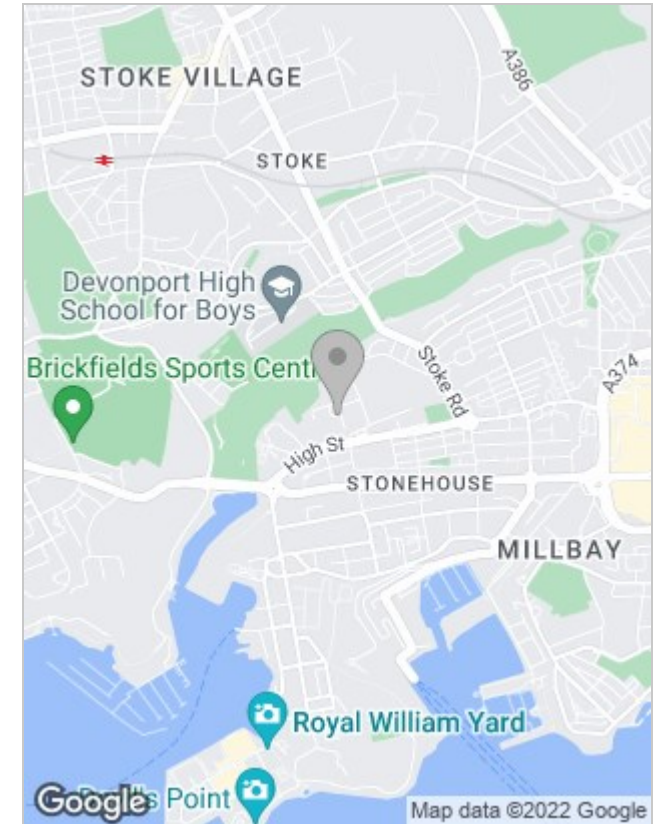 STOKE VILLAGE
A386
STOKE
Devonport High
School for Boys
Brickfields Sports
Stoke Rd
A374
High St
STONEHOUSE
MILLBAY
Royal William Yard
Point
Google
Map data ©2022 Google